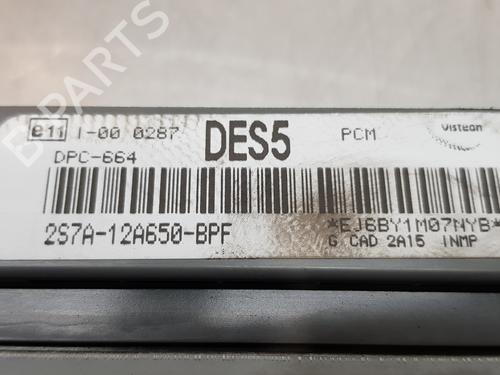 B PARTS
e11 I-00 0287 DES5 PCM Visteon
DPC-664
2S7A-12A650-BPF *EJ6BY1M07NYB*
G CAD 2A15 INMP